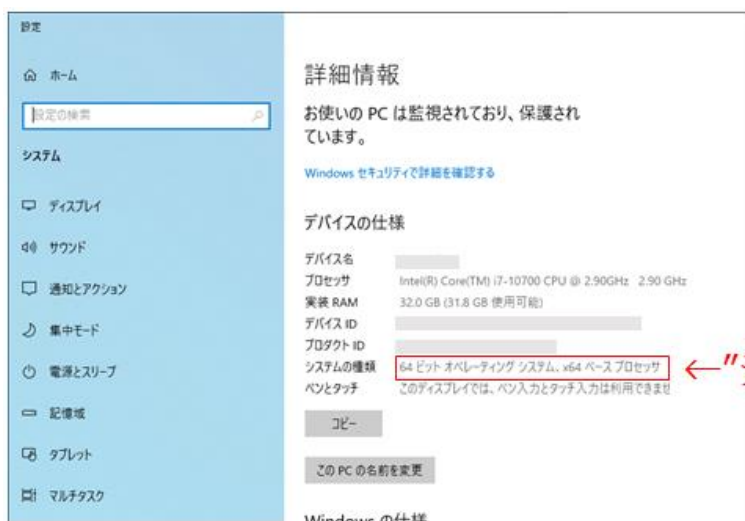 設定
ホーム
設定の検索
システム
ディスプレイ
サウンド
通知とアクション
集中モード
電源とスリープ
記憶域
タブレット
マルチタスク
詳細情報
お使いの PC は監視されており、保護され
ています。
Windows セキュリティで詳細を確認する
デバイスの仕様
デバイス名
プロセッサ Intel(R) Core(TM) i7-10700 CPU @ 2.90GHz 2.90 GHz
実装 RAM 32.0 GB (31.8 GB 使用可能)
デバイス ID
プロダクト ID
システムの種類 64 ビット オペレーティング システム、x64 ベース プロセッサ
ペンとタッチ このディスプレイでは、ペン入力とタッチ入力は利用できませ
コピー
この PC の名前を変更
Windows の仕様